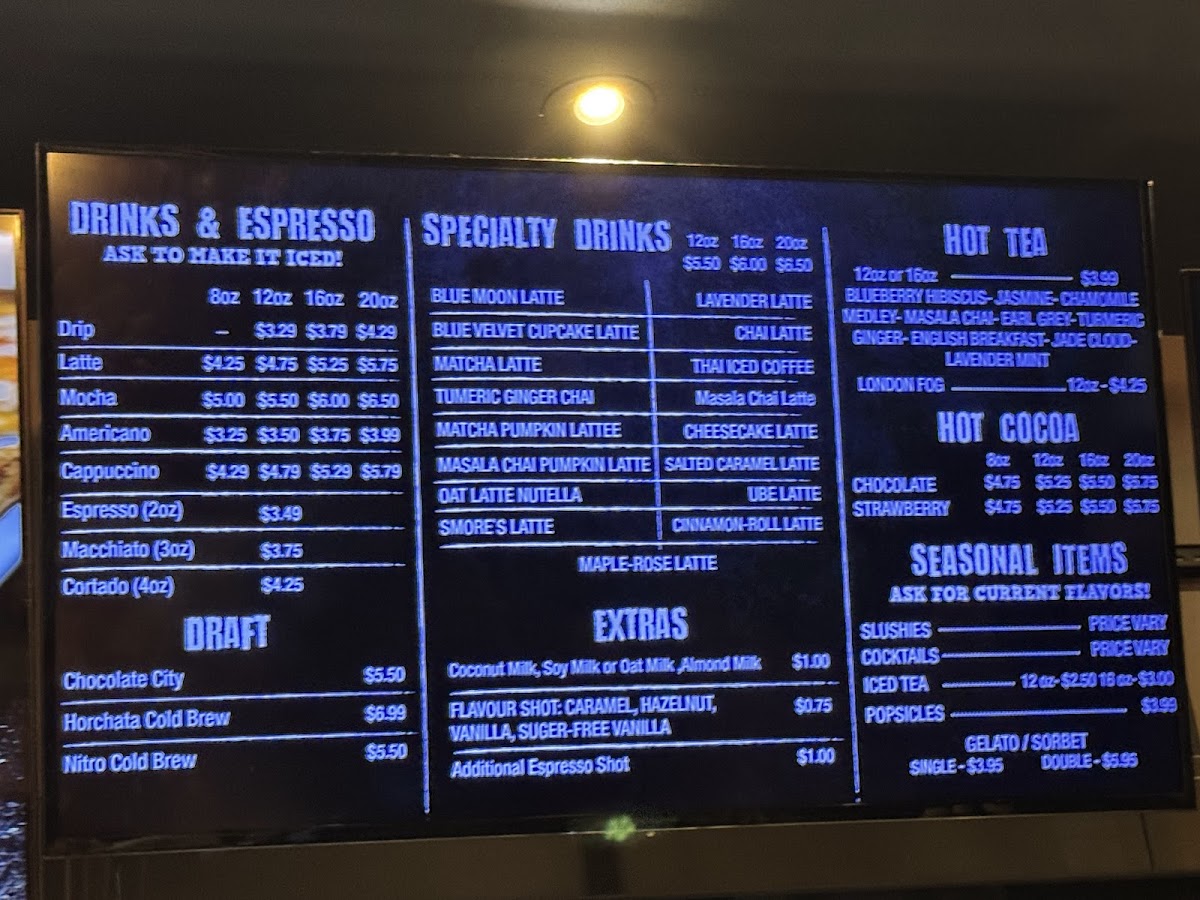 DRINKS & ESPRESSO
ASK TO MAKE IT ICED!
8oz 12oz 16oz 20oz
Drip – $3.29 $3.79 $4.29
Latte $4.25 $4.75 $5.25 $5.75
Mocha $5.00 $5.50 $6.00 $6.50
Americano $3.25 $3.50 $3.75 $3.99
Cappuccino $4.29 $4.79 $5.29 $5.79
Espresso (2oz) $3.49
Macchiato (3oz) $3.75
Cortado (4oz) $4.25
DRAFT
Chocolate City $5.50
Horchata Cold Brew $6.99
Nitro Cold Brew $5.50
SPECIALTY DRINKS 12oz 16oz 20oz
$5.50 $6.00 $6.50
BLUE MOON LATTE LAVENDER LATTE
BLUE VELVET CUPCAKE LATTE CHAI LATTE
MATCHA LATTE THAI ICED COFFEE
TUMERIC GINGER CHAI Masala Chai Latte
MATCHA PUMPKIN LATTEE CHEESECAKE LATTE
MASALA CHAI PUMPKIN LATTE SALTED CARAMEL LATTE
OAT LATTE NUTELLA UBE LATTE
SMORE'S LATTE CINNAMON-ROLL LATTE
MAPLE-ROSE LATTE
EXTRAS
Coconut Milk, Soy Milk or Oat Milk ,Almond Milk $1.00
FLAVOUR SHOT: CARAMEL, HAZELNUT, $0.75
VANILLA, SUGER-FREE VANILLA
Additional Espresso Shot $1.00
HOT TEA
12oz or 16oz $3.99
BLUEBERRY HIBISCUS- JASMINE- CHAMOMILE
MEDLEY- MASALA CHAI- EARL GREY- TURMERIC
GINGER- ENGLISH BREAKFAST- JADE CLOUD-
LAVENDER MINT
LONDON FOG 12oz - $4.25
HOT COCOA
8oz 12oz 16oz 20oz
CHOCOLATE $4.75 $5.25 $5.50 $5.75
STRAWBERRY $4.75 $5.25 $5.50 $5.75
SEASONAL ITEMS
ASK FOR CURRENT FLAVORS!
SLUSHIES PRICE VARY
COCKTAILS PRICE VARY
ICED TEA 12 oz-$2.50 16 oz-$3.00
POPSICLES $3.99
GELATO / SORBET
SINGLE - $3.95 DOUBLE - $5.95